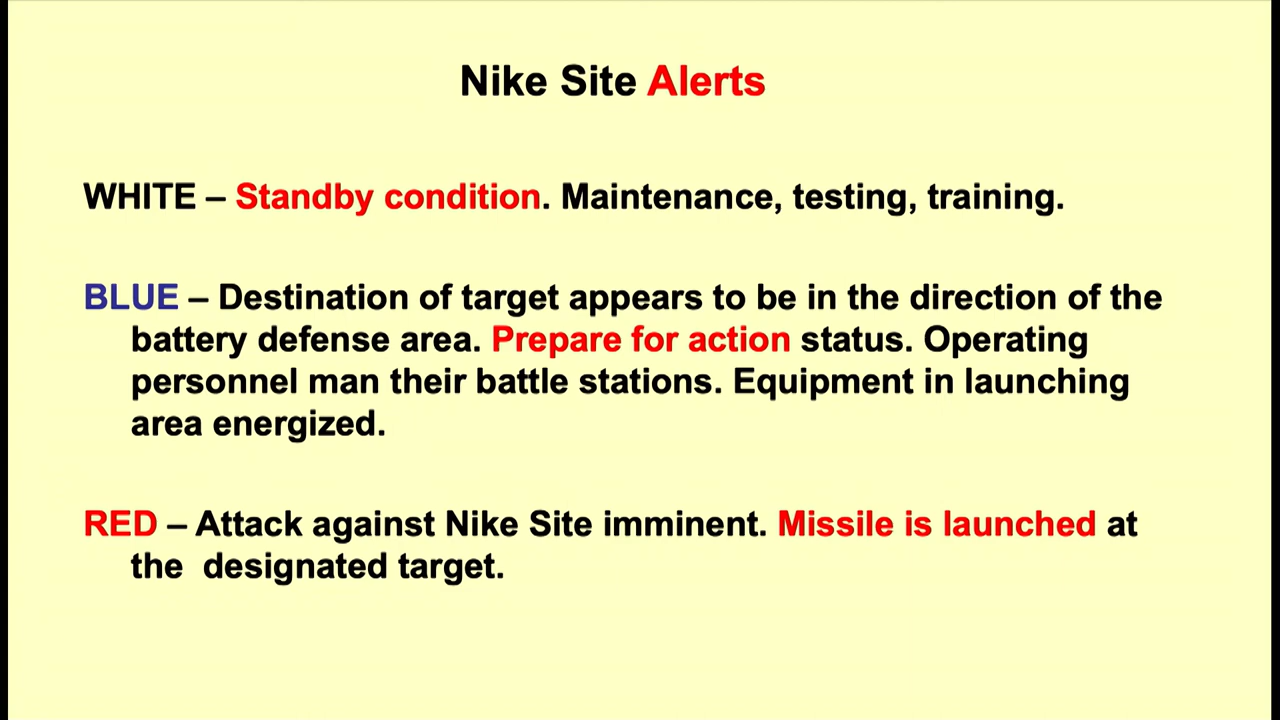 Nike Site Alerts
WHITE – Standby condition. Maintenance, testing, training.
BLUE – Destination of target appears to be in the direction of the
battery defense area. Prepare for action status. Operating
personnel man their battle stations. Equipment in launching
area energized.
RED – Attack against Nike Site imminent. Missile is launched at
the  designated target.